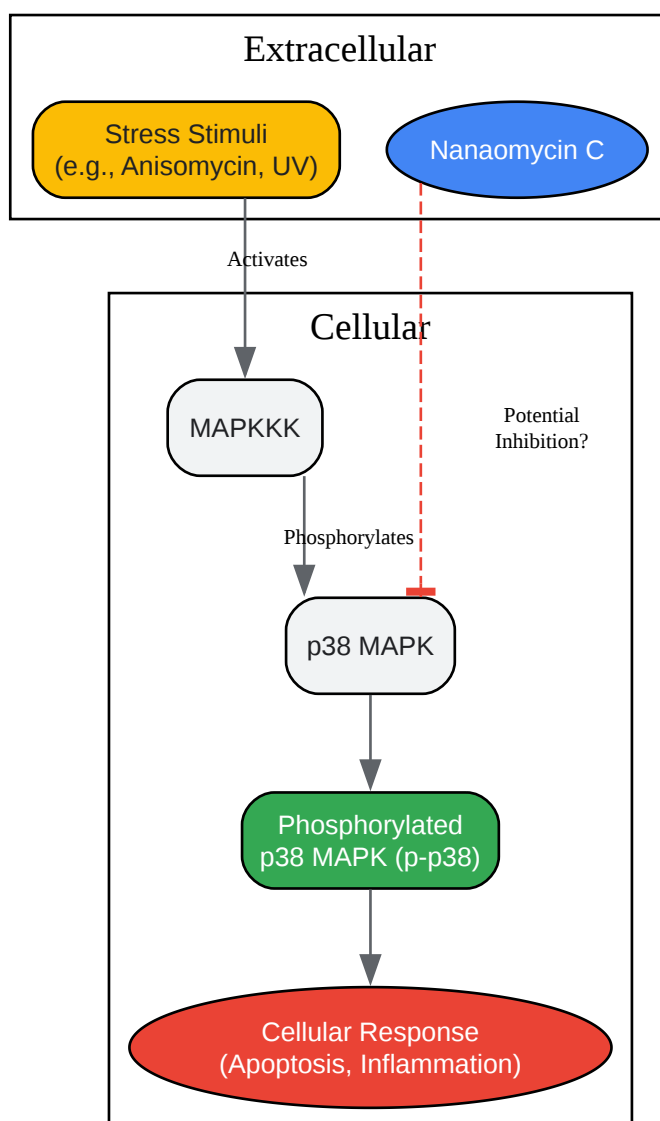 Extracellular
Stress Stimuli
(e.g., Anisomycin, UV)
Nanaomycin C
Activates
Cellular
MAPKKK
Potential
Inhibition?
Phosphorylates
p38 MAPK
Phosphorylated
p38 MAPK (p-p38)
Cellular Response
(Apoptosis, Inflammation)